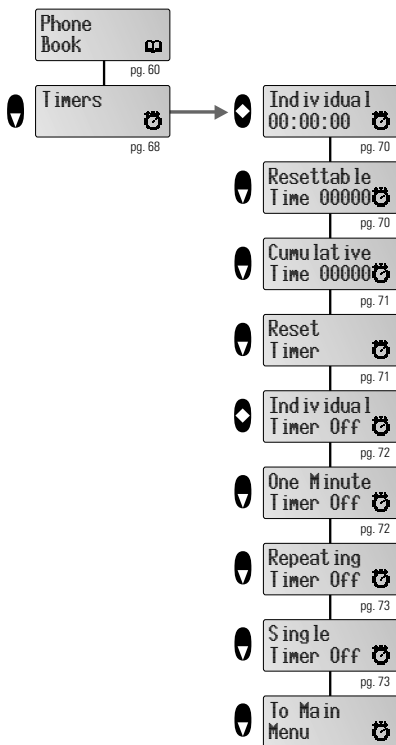 Phone
Book
pg. 60
Timers
pg. 68
Individual
00:00:00
pg. 70
Resettable
Time 00000
pg. 70
Cumulative
Time 00000
pg. 71
Reset
Timer
pg. 71
Individual
Timer Off
pg. 72
One Minute
Timer Off
pg. 72
Repeating
Timer Off
pg. 73
Single
Timer Off
pg. 73
To Main
Menu